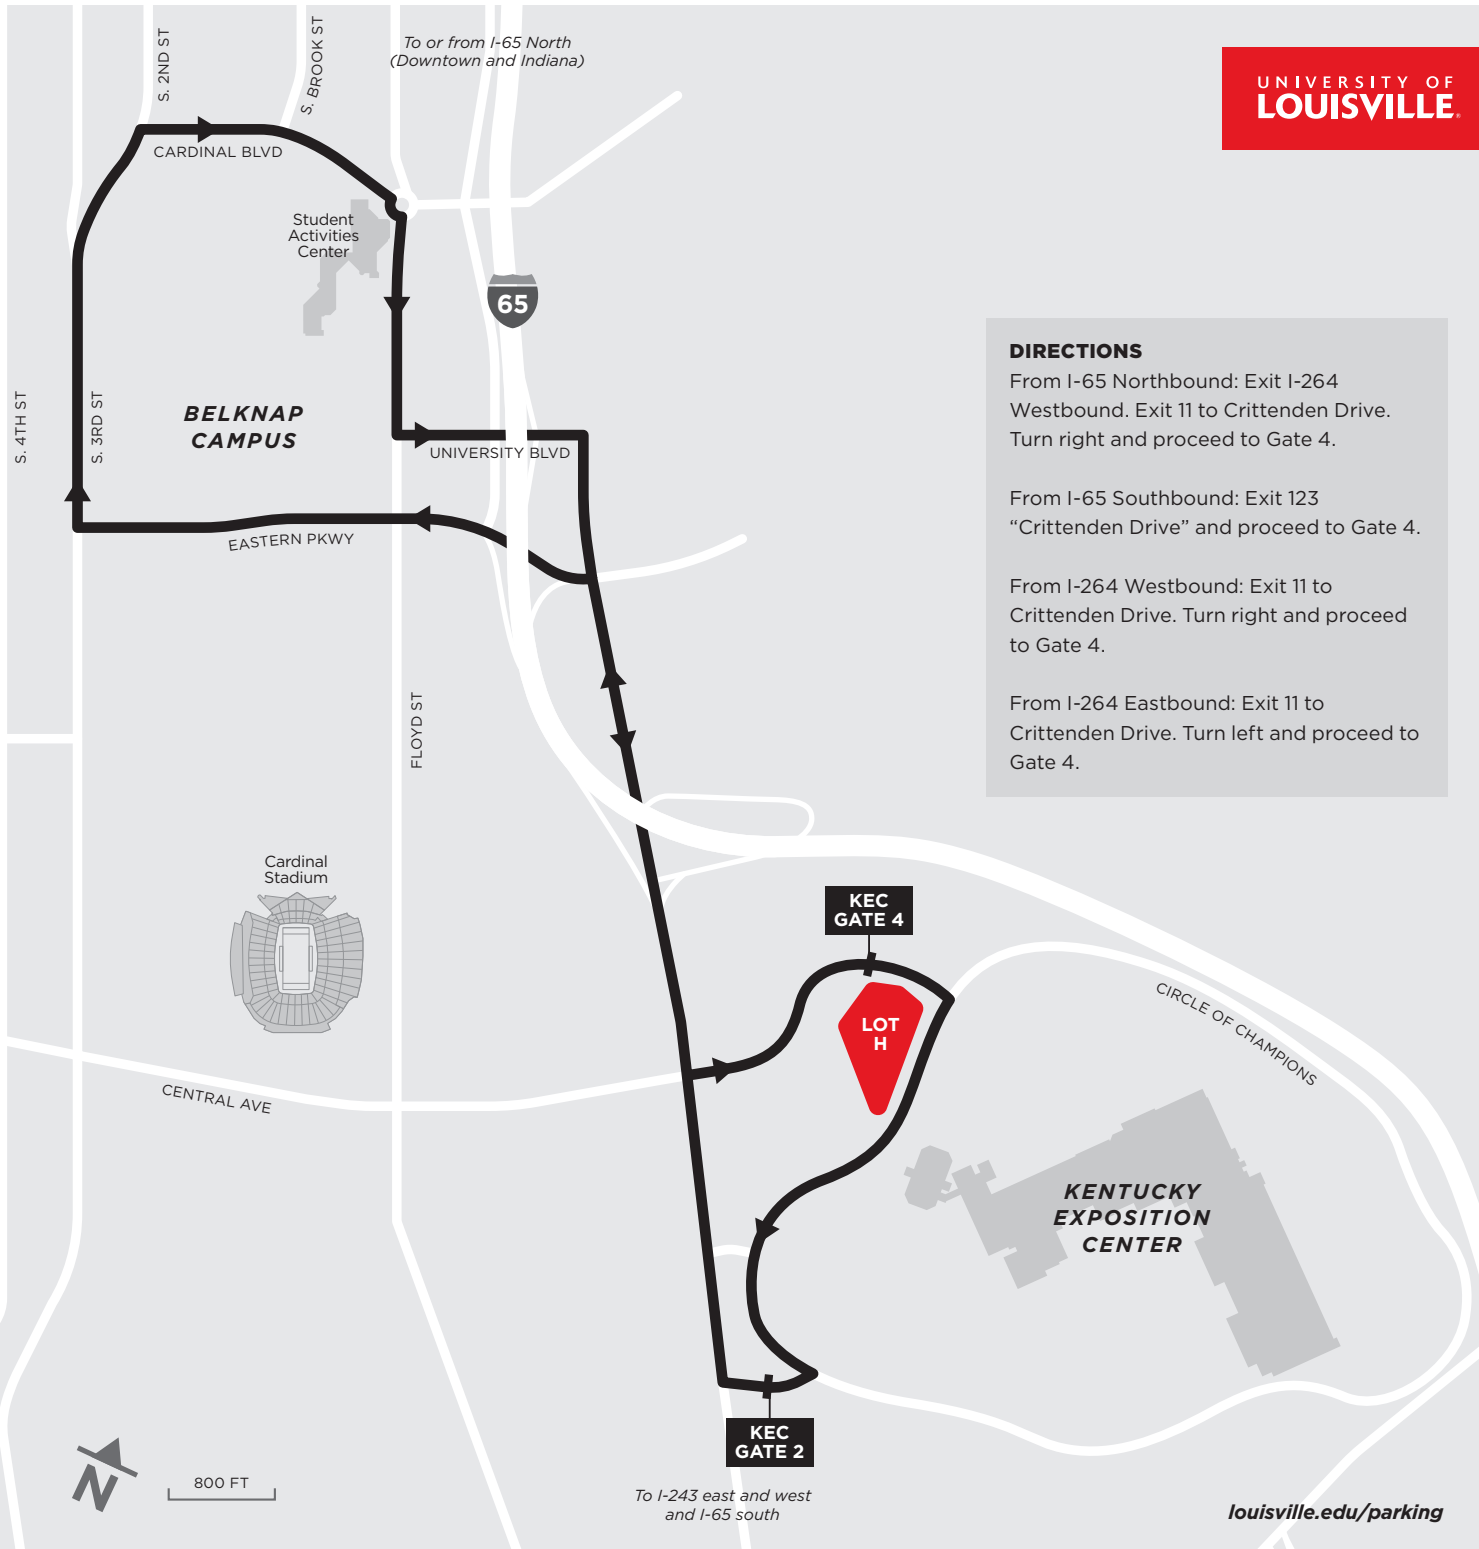 To or from I-65 North
(Downtown and Indiana)
S. 2ND ST
S. BROOK ST
UNIVERSITY OF
LOUISVILLE
CARDINAL BLVD
Student
Activities
Center
65
DIRECTIONS
From I-65 Northbound: Exit I-264
Westbound. Exit 11 to Crittenden Drive.
Turn right and proceed to Gate 4.
From I-65 Southbound: Exit 123
“Crittenden Drive” and proceed to Gate 4.
From I-264 Westbound: Exit 11 to
Crittenden Drive. Turn right and proceed
to Gate 4.
From I-264 Eastbound: Exit 11 to
Crittenden Drive. Turn left and proceed to
Gate 4.
S. 4TH ST
S. 3RD ST
BELKNAP
CAMPUS
UNIVERSITY BLVD
EASTERN PKWY
FLOYD ST
Cardinal
Stadium
KEC
GATE 4
LOT
H
CIRCLE OF CHAMPIONS
CENTRAL AVE
KENTUCKY
EXPOSITION
CENTER
KEC
GATE 2
N
800 FT
To I-243 east and west
and I-65 south
louisville.edu/parking